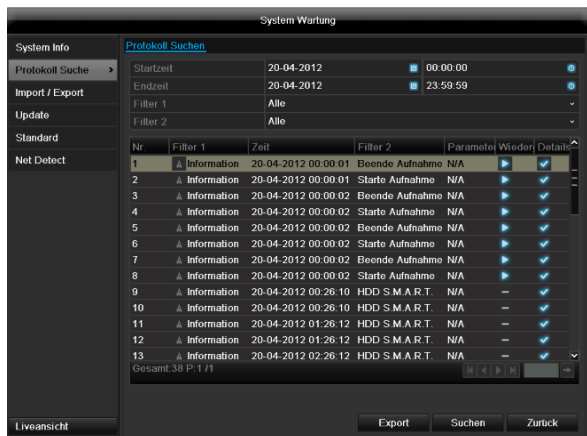 System Wartung
System Info
Protokoll Suche >
Import / Export
Update
Standard
Net Detect
Liveansicht
Protokoll Suchen
Startzeit 20-04-2012 00:00:00
Endzeit 20-04-2012 23:59:59
Filter 1 Alle
Filter 2 Alle
Nr. Filter 1 Zeit Filter 2 Parameter Wieder Details
1 Information 20-04-2012 00:00:01 Beende Aufnahme N/A
2 Information 20-04-2012 00:00:01 Starte Aufnahme N/A
3 Information 20-04-2012 00:00:02 Beende Aufnahme N/A
4 Information 20-04-2012 00:00:02 Starte Aufnahme N/A
5 Information 20-04-2012 00:00:02 Beende Aufnahme N/A
6 Information 20-04-2012 00:00:02 Starte Aufnahme N/A
7 Information 20-04-2012 00:00:02 Beende Aufnahme N/A
8 Information 20-04-2012 00:00:02 Starte Aufnahme N/A
9 Information 20-04-2012 00:26:10 HDD S.M.A.R.T. N/A –
10 Information 20-04-2012 00:26:10 HDD S.M.A.R.T. N/A –
11 Information 20-04-2012 01:26:12 HDD S.M.A.R.T. N/A –
12 Information 20-04-2012 01:26:12 HDD S.M.A.R.T. N/A –
13 Information 20-04-2012 02:26:12 HDD S.M.A.R.T. N/A –
Gesamt:38 P:1 /1
Export Suchen Zurück